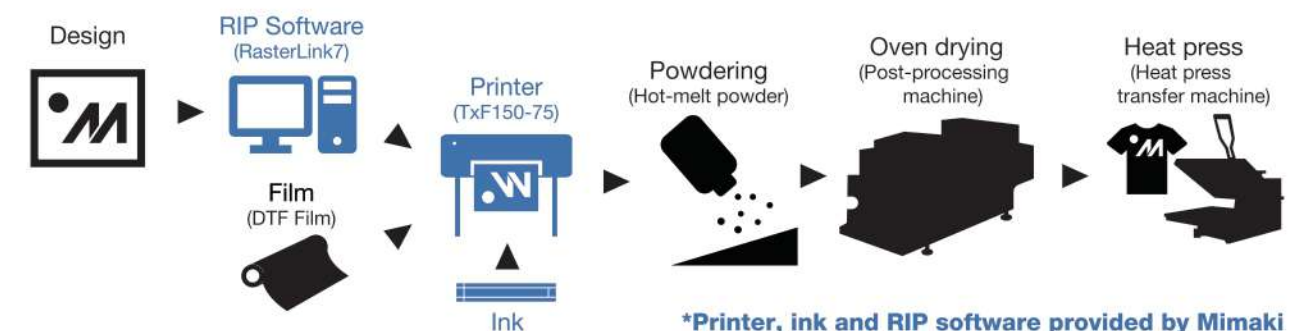 Design
RIP Software
(RasterLink7)
Film
(DTF Film)
Printer
(TxF150-75)
Ink
Powdering
(Hot-melt powder)
Oven drying
(Post-processing
machine)
Heat press
(Heat press
transfer machine)
*Printer, ink and RIP software provided by Mimaki